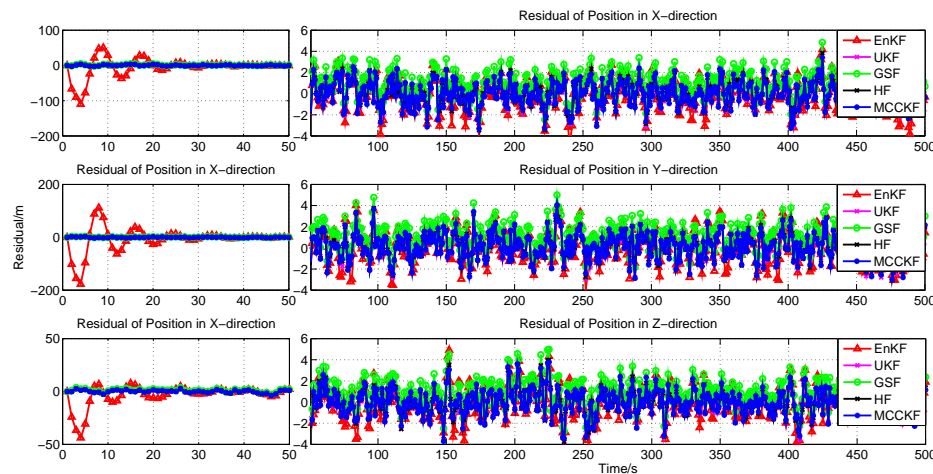 Residual of Position in X-direction
100
0
-100
-200
0 10 20 30 40 50
6
4
2
0
-2
-4
100 150 200 250 300 350 400 450 500
EnKF
UKF
GSF
HF
MCCKF
Residual of Position in X-direction
Residual/m
200
0
-200
0 10 20 30 40 50
Residual of Position in Y-direction
6
4
2
0
-2
-4
100 150 200 250 300 350 400 450 500
EnKF
UKF
GSF
HF
MCCKF
Residual of Position in X-direction
50
0
-50
0 10 20 30 40 50
Residual of Position in Z-direction
6
4
2
0
-2
-4
100 150 200 250 300 350 400 450 500
Time/s
EnKF
UKF
GSF
HF
MCCKF